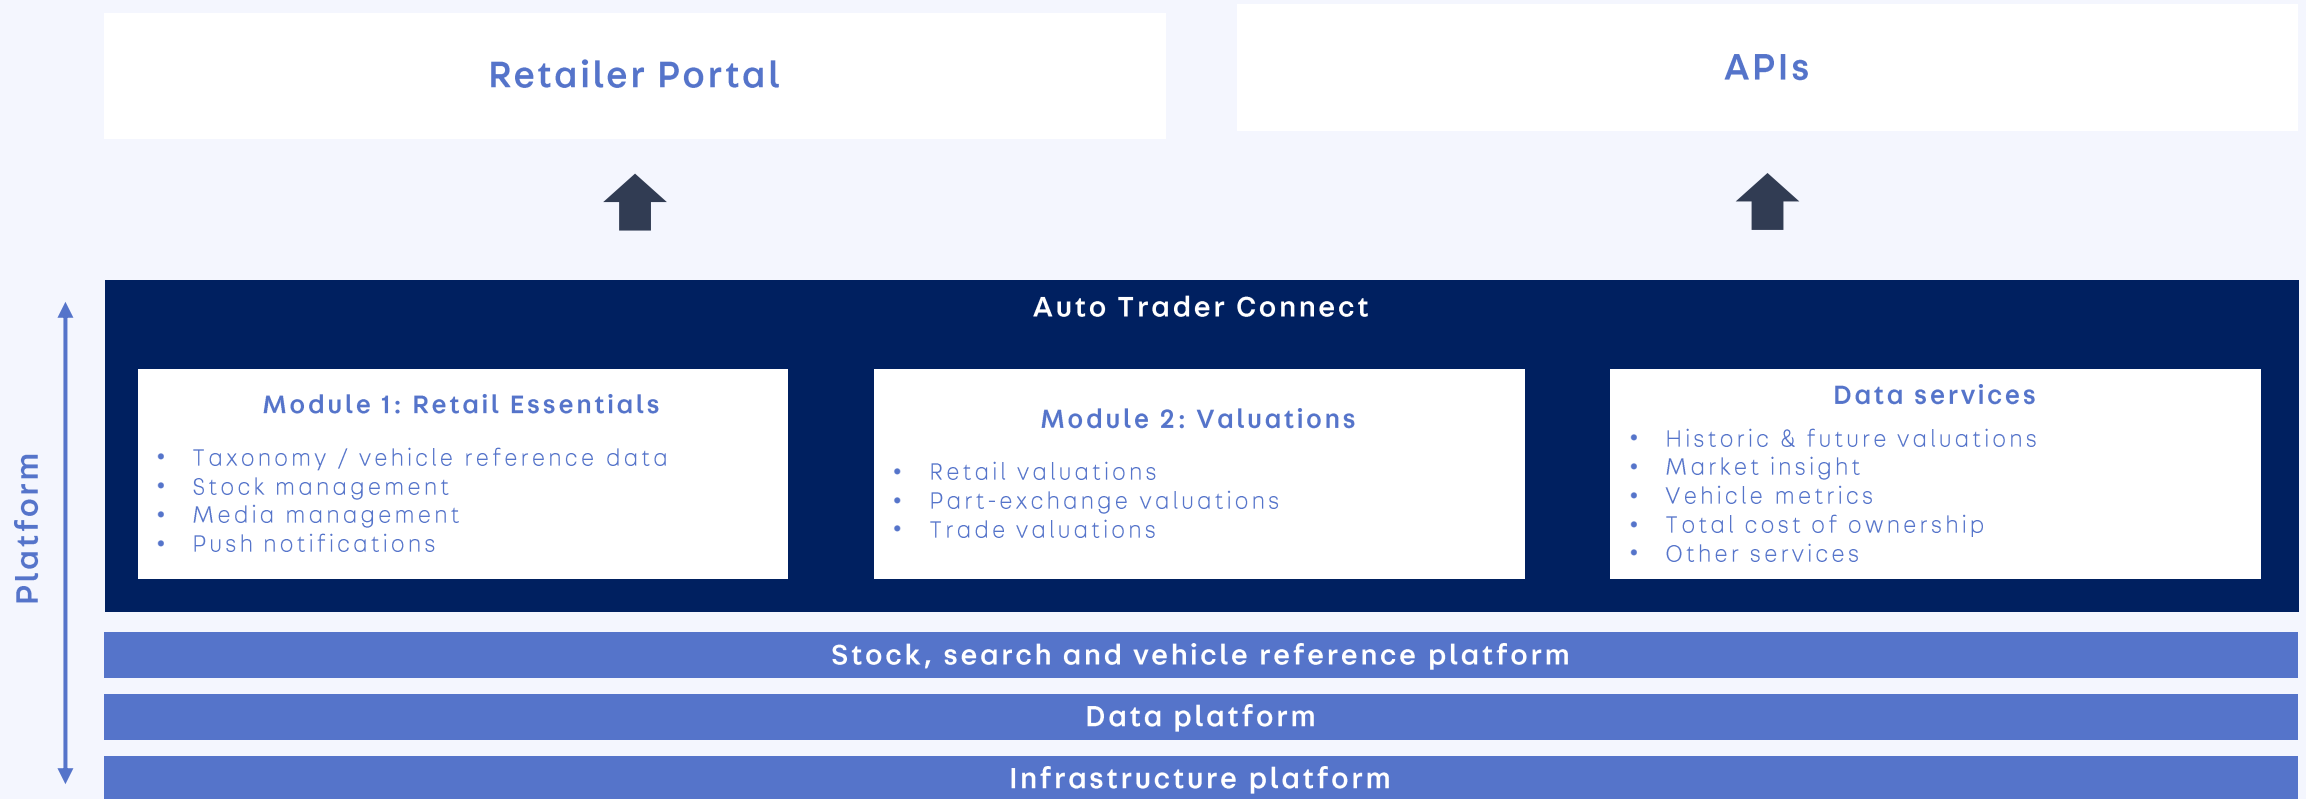 Retailer Portal
APIs
Platform
Auto Trader Connect
Module 1: Retail Essentials
• Taxonomy / vehicle reference data
• Stock management
• Media management
• Push notifications
Module 2: Valuations
• Retail valuations
• Part-exchange valuations
• Trade valuations
Data services
• Historic & future valuations
• Market insight
• Vehicle metrics
• Total cost of ownership
• Other services
Stock, search and vehicle reference platform
Data platform
Infrastructure platform